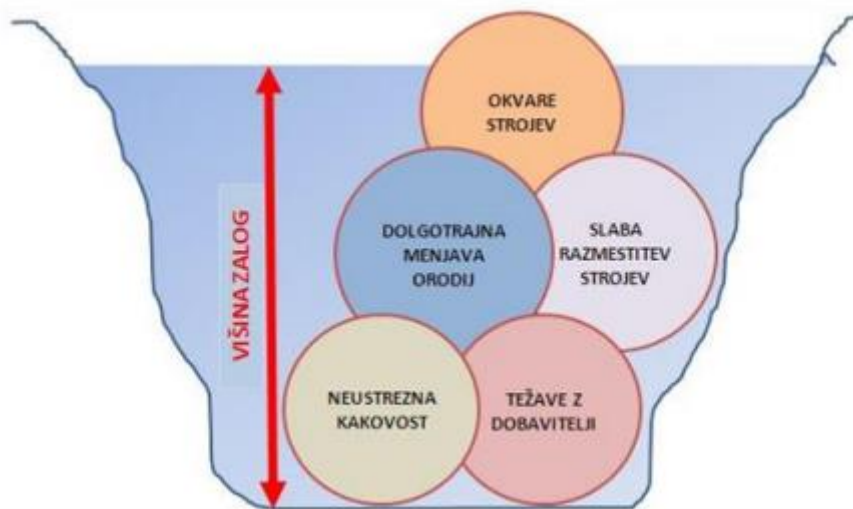 OKVARE
STROJEV
DOLGOTRAJNA
MENJAVA
ORODIJ
SLABA
RAZMESTITEV
STROJEV
VIŠINA ZALOG
NEUSTREZNA
KAKOVOST
TEŽAVE Z
DOBAVITELJI